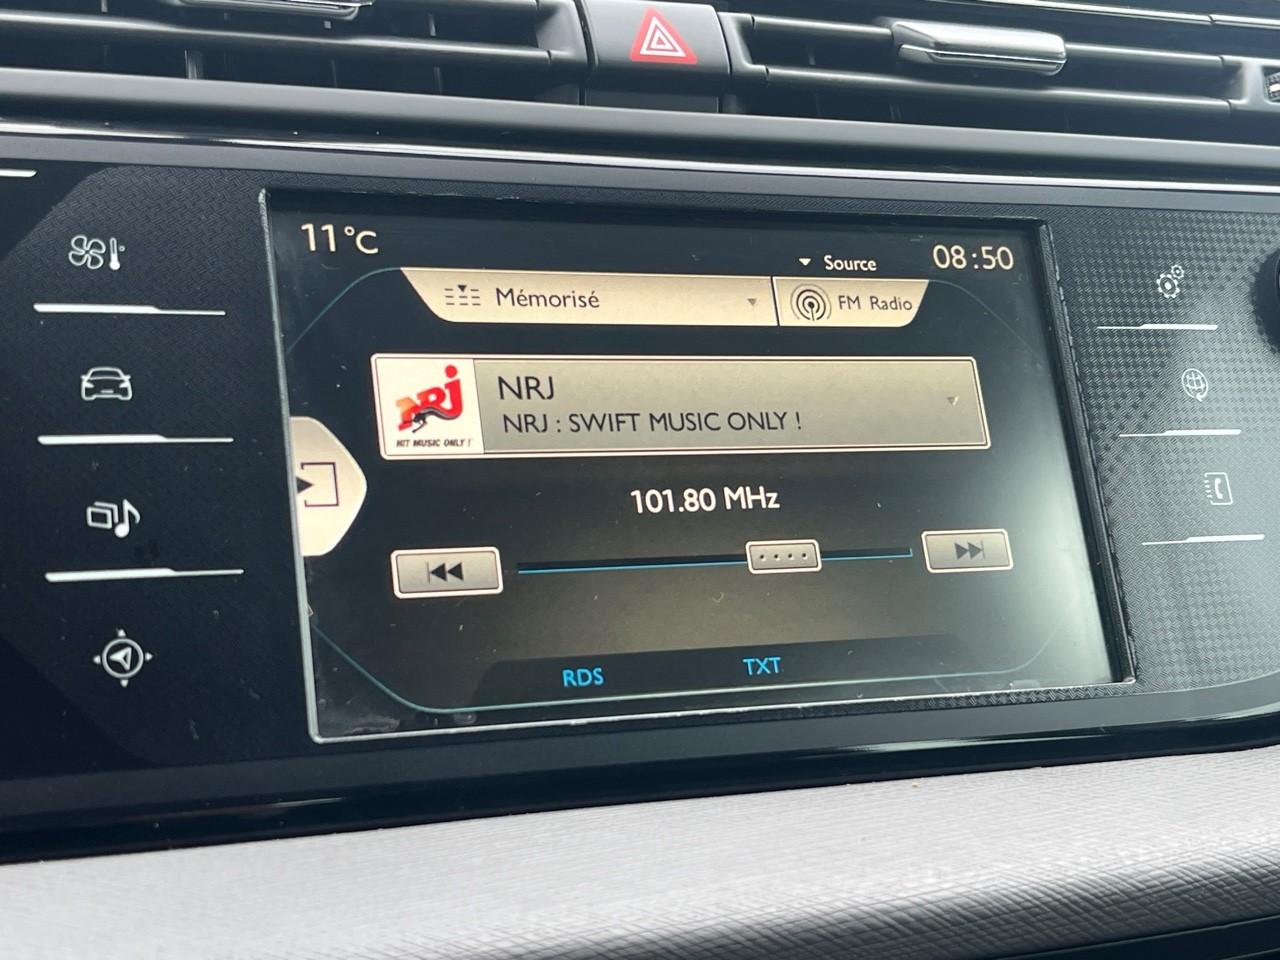 11°C
Source
08:50
Mémorisé
FM Radio
NRJ
HIT MUSIC ONLY !
NRJ
NRJ : SWIFT MUSIC ONLY !
101.80 MHz
RDS
TXT